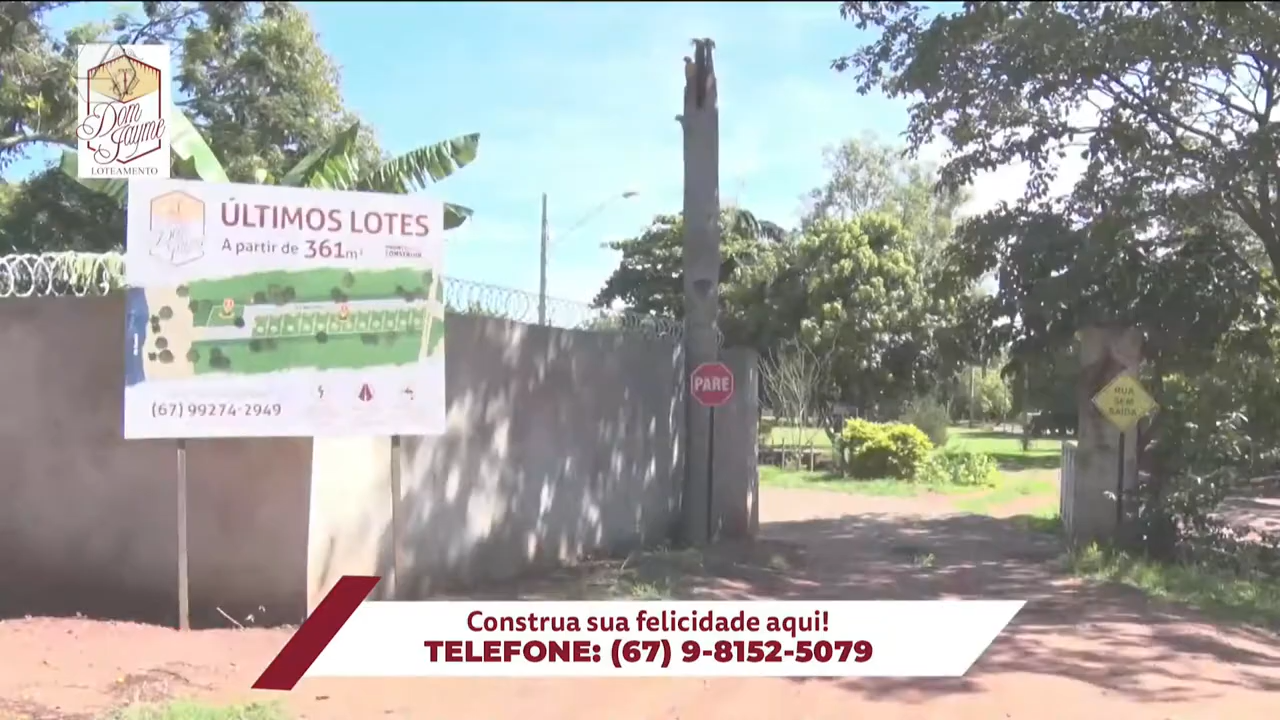 Dom
Jayme
LOTEAMENTO
ÚLTIMOS LOTES
A partir de 361m²
CONSTRUIR
(67) 99274-2949
PARE
RUA
SEM
SAÍDA
Construa sua felicidade aqui!
TELEFONE: (67) 9-8152-5079